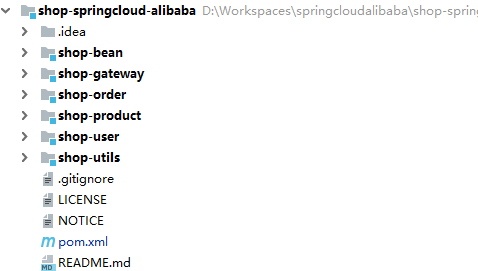 shop-springcloud-alibaba D:\Workspaces\springcloudalibaba\shop-spring
.idea
shop-bean
shop-gateway
shop-order
shop-product
shop-user
shop-utils
.gitignore
LICENSE
NOTICE
pom.xml
README.md